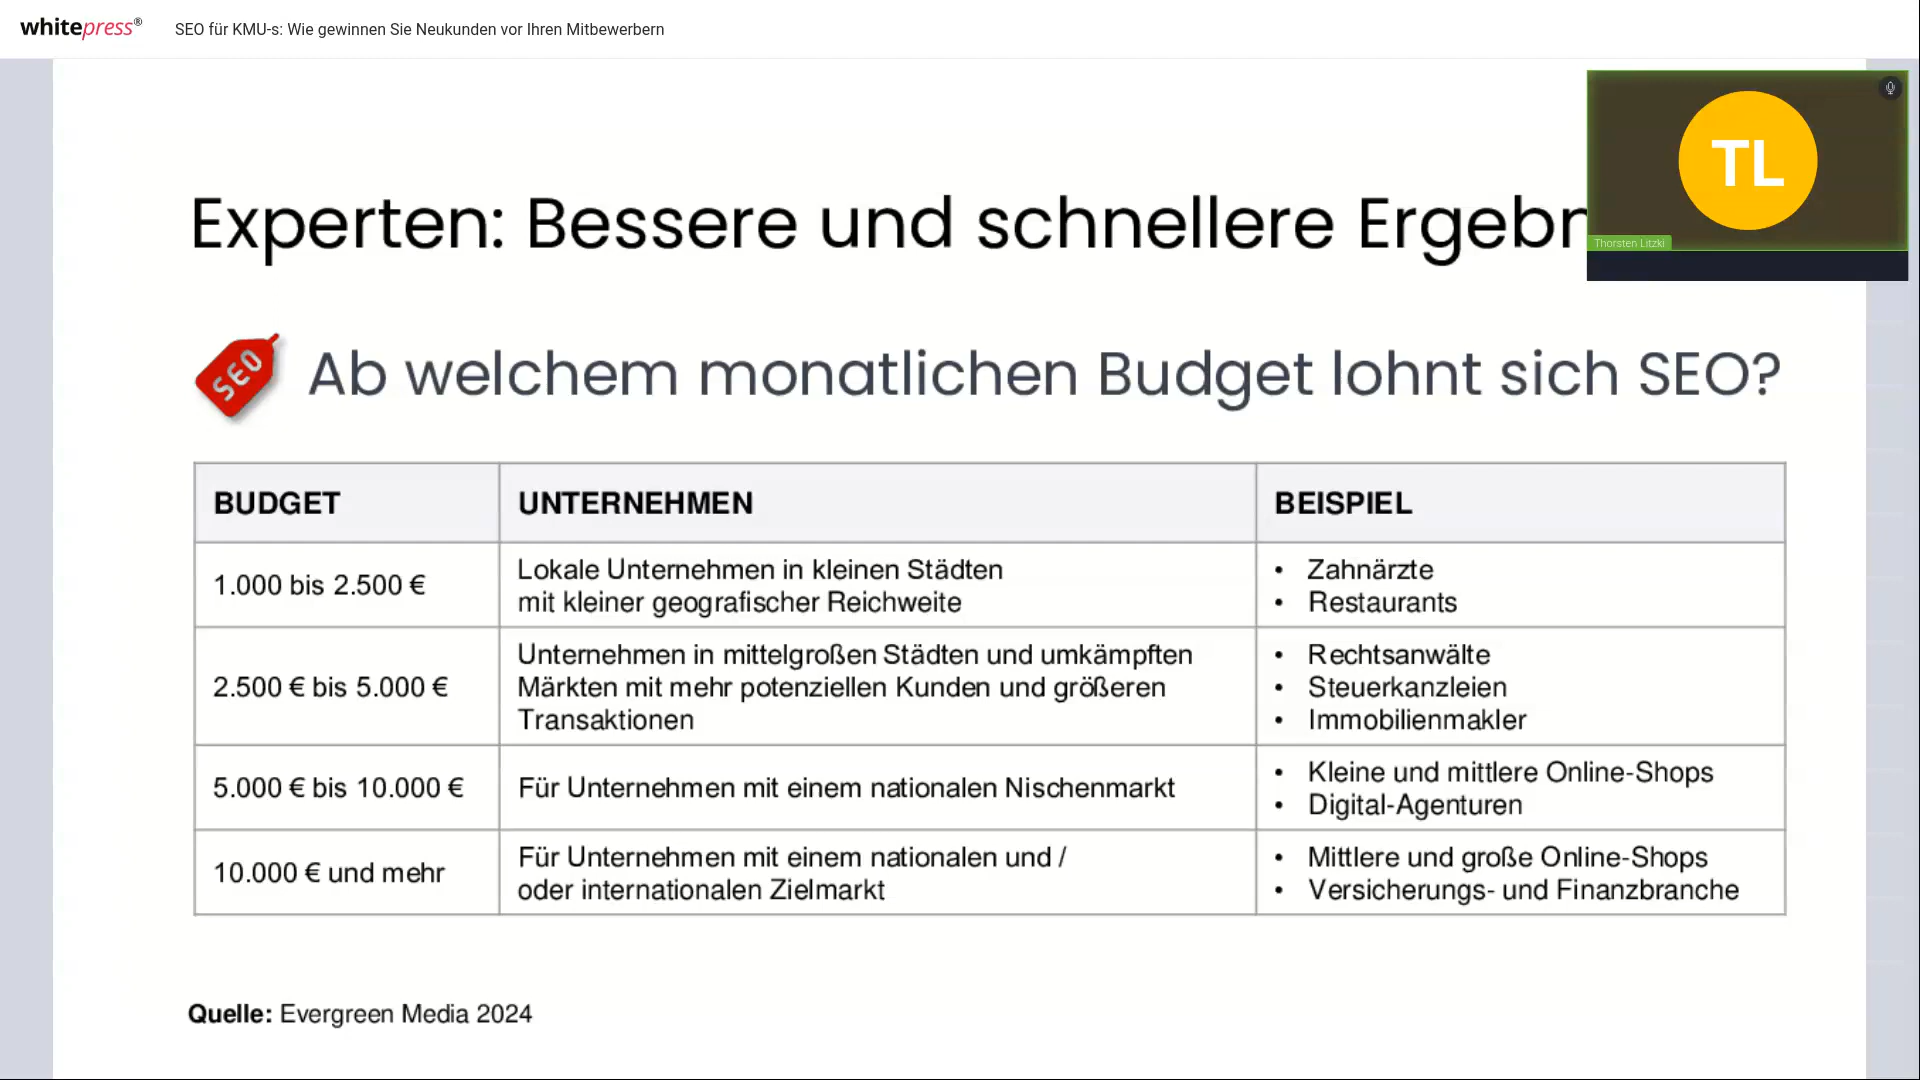 whitepress®
SEO für KMU-s: Wie gewinnen Sie Neukunden vor Ihren Mitbewerbern
TL
Thorsten Litzki
Experten: Bessere und schnellere Ergebn
SEO
Ab welchem monatlichen Budget lohnt sich SEO?
BUDGET UNTERNEHMEN BEISPIEL
1.000 bis 2.500 €
Lokale Unternehmen in kleinen Städten
mit kleiner geografischer Reichweite
• Zahnärzte
• Restaurants
2.500 € bis 5.000 €
Unternehmen in mittelgroßen Städten und umkämpften
Märkten mit mehr potenziellen Kunden und größeren
Transaktionen
• Rechtsanwälte
• Steuerkanzleien
• Immobilienmakler
5.000 € bis 10.000 €
Für Unternehmen mit einem nationalen Nischenmarkt
• Kleine und mittlere Online-Shops
• Digital-Agenturen
10.000 € und mehr
Für Unternehmen mit einem nationalen und /
oder internationalen Zielmarkt
• Mittlere und große Online-Shops
• Versicherungs- und Finanzbranche
Quelle: Evergreen Media 2024